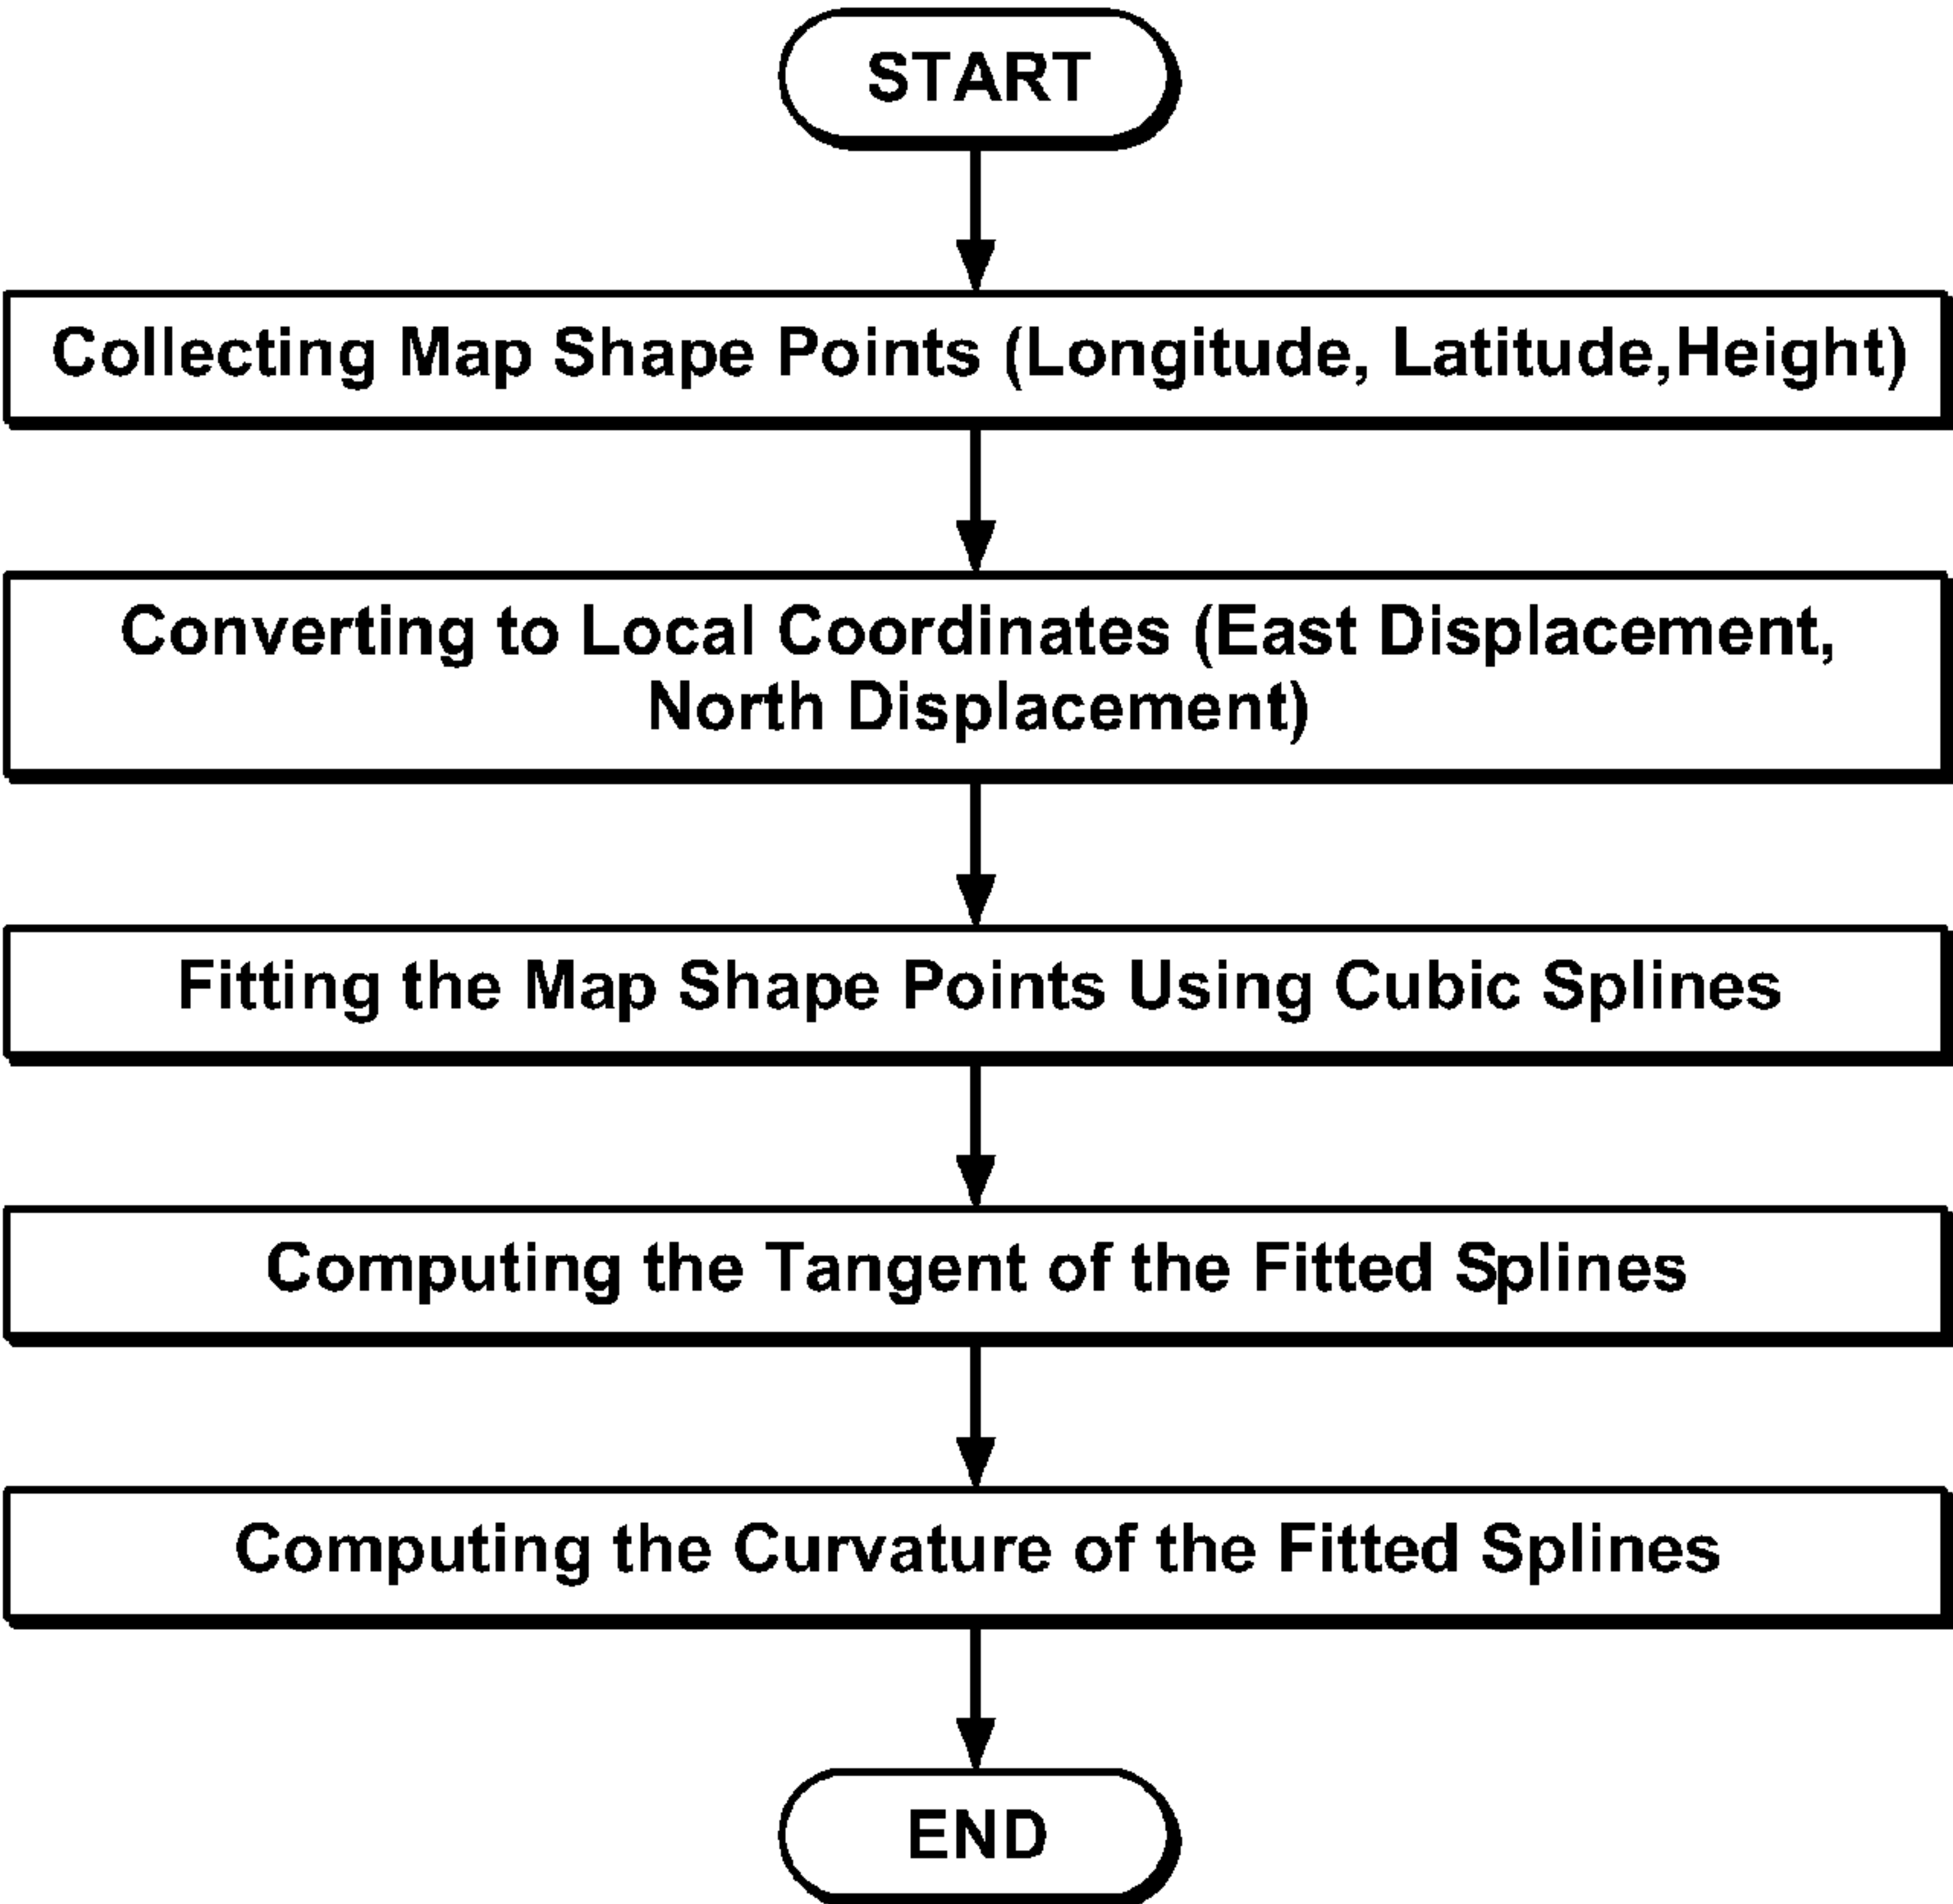 START
Collecting Map Shape Points (Longitude, Latitude,Height)
Converting to Local Coordinates (East Displacement,
North Displacement)
Fitting the Map Shape Points Using Cubic Splines
Computing the Tangent of the Fitted Splines
Computing the Curvature of the Fitted Splines
END